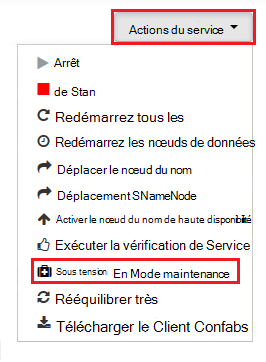 Actions du service
Arrêt
de Stan
Redémarrez tous les
Redémarrez les nœuds de données
Déplacer le nœud du nom
Déplacement SNameNode
Activer le nœud du nom de haute disponibilité
Exécuter la vérification de Service
Sous tension En Mode maintenance
Rééquilibrer très
Télécharger le Client Confabs